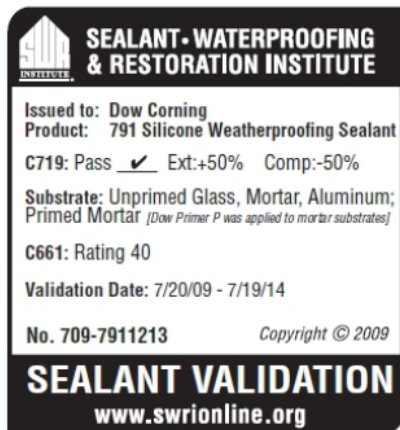 SWR
INSTITUTE
SEALANT • WATERPROOFING
& RESTORATION INSTITUTE
Issued to: Dow Corning
Product: 791 Silicone Weatherproofing Sealant
C719: Pass ✔ Ext:+50% Comp:-50%
Substrate: Unprimed Glass, Mortar, Aluminum;
Primed Mortar [Dow Primer P was applied to mortar substrates]
C661: Rating 40
Validation Date: 7/20/09 - 7/19/14
No. 709-7911213 Copyright © 2009
SEALANT VALIDATION
www.swrionline.org